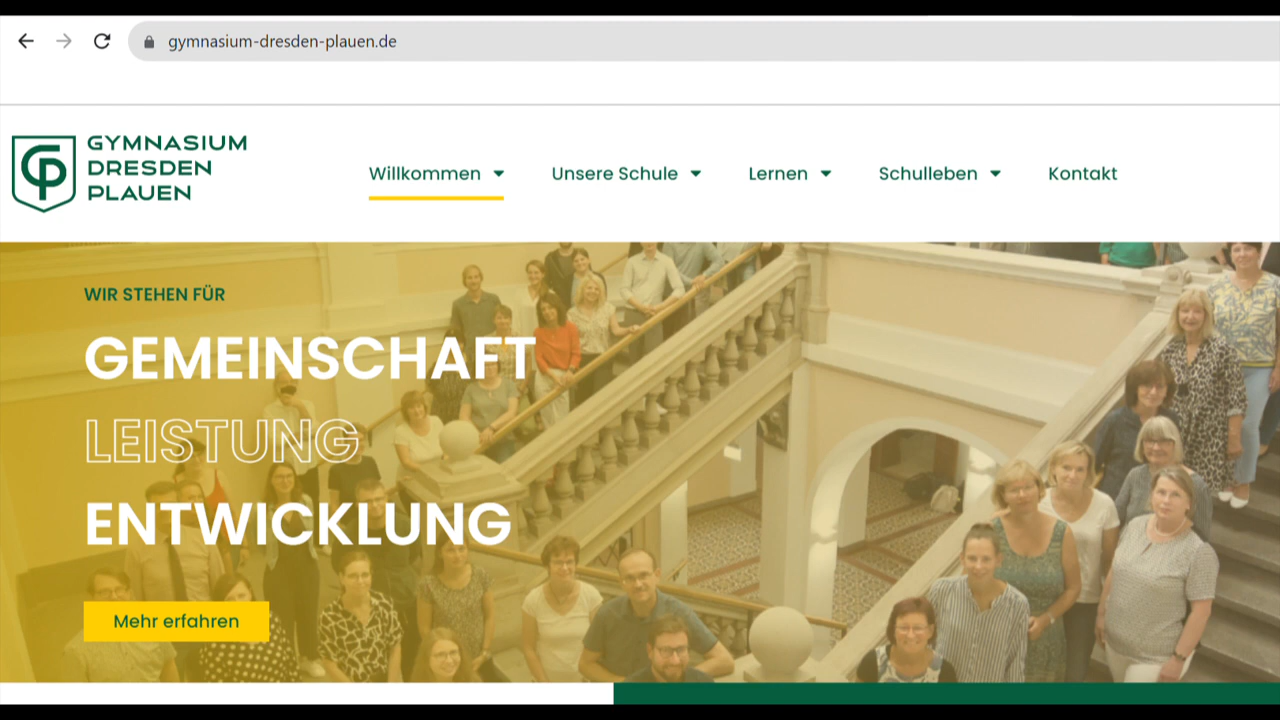 gymnasium-dresden-plauen.de
GYMNASIUM
DRESDEN
PLAUEN
Willkommen
Unsere Schule
Lernen
Schulleben
Kontakt
WIR STEHEN FÜR
GEMEINSCHAFT
LEISTUNG
ENTWICKLUNG
Mehr erfahren